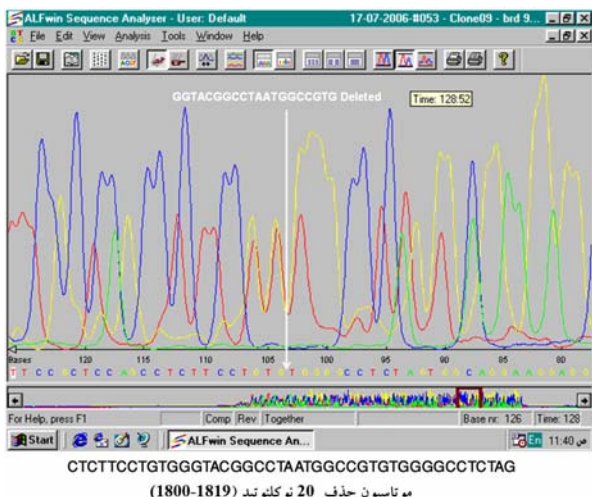 ALFwin Sequence Analyser - User: Default 17-07-2006-#053 - Clone09 - brd 9...
File Edit View Analysis Tools Window Help
GGTACGGCCTAATGGCCGTG Deleted
Time: 128:52
Bases 120 115 110 105 100 95 90 85 80
For Help, press F1 Comp Rev Together Base nr: 126 Time: 128
Start ALFwin Sequence An... En 11:40 ص
CTCTTCCTGTGGGTACGGCCTAATGGCCGTGTGGGGCCTCTAG
موتاسیون حذف 20 نوکلئوتید (1800-1819)